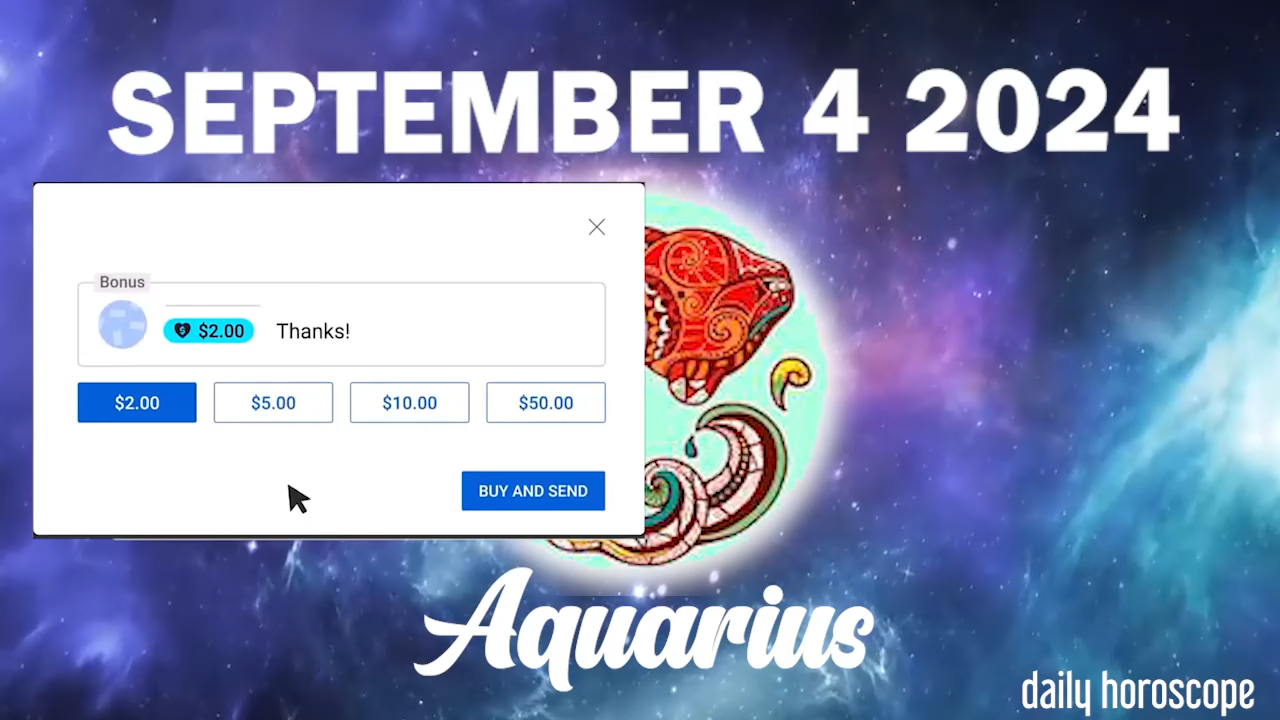 SEPTEMBER 4 2024
Bonus
$2.00 Thanks!
$2.00 $5.00 $10.00 $50.00
BUY AND SEND
Aquarius
daily horoscope